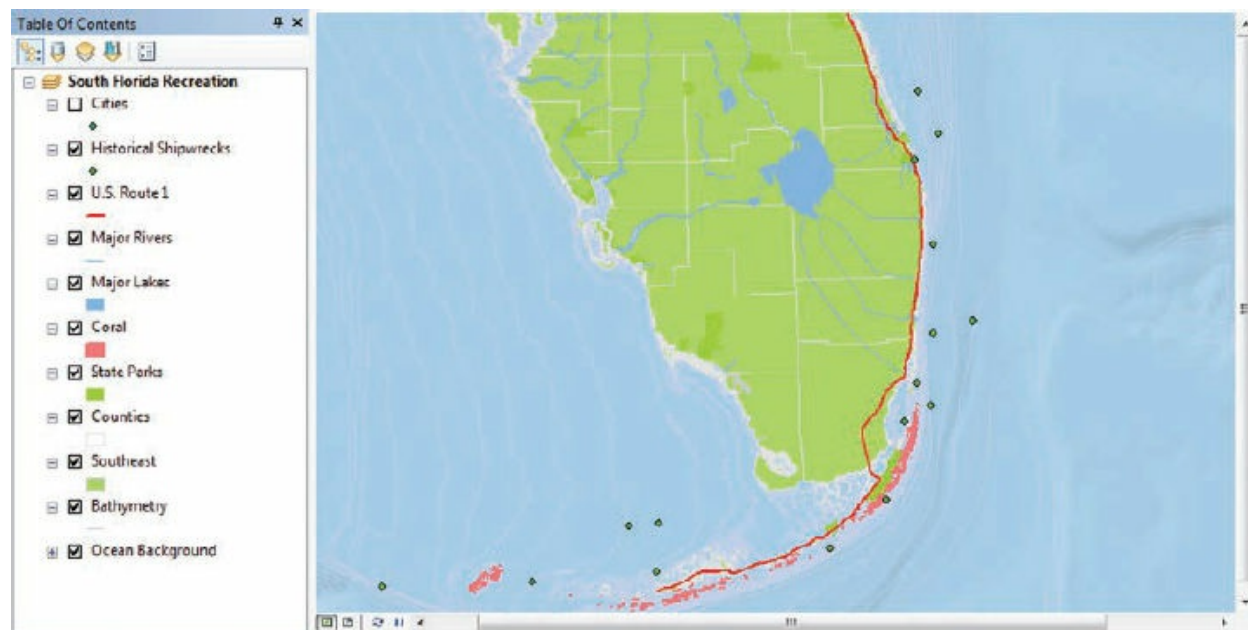 Table Of Contents
South Florida Recreation
Cities
Historical Shipwrecks
U.S. Route 1
Major Rivers
Major Lakes
Coral
State Parks
Counties
Southeast
Bathymetry
Ocean Background